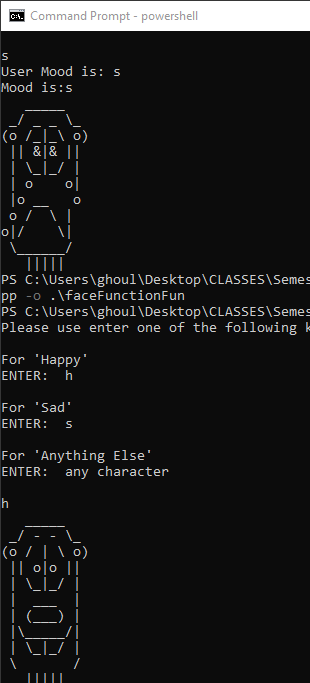 Command Prompt - powershell
s
User Mood is: s
Mood is:s
   _____
 _/ _ _ \_
(o /_|_\ o)
 || &|& ||
 | \_|_/ |
 | o    o|
 |o __   o
 o /  \ |
o|/    \|
 \______/
   |||||
PS C:\Users\ghoul\Desktop\CLASSES\Semes
pp -o .\faceFunctionFun
PS C:\Users\ghoul\Desktop\CLASSES\Semes
Please use enter one of the following k
For 'Happy'
ENTER:  h
For 'Sad'
ENTER:  s
For 'Anything Else'
ENTER:  any character
h
   _____
 _/ - - \_
(o / | \ o)
 || o|o ||
 | \_|_/ |
 |  ___  |
 | (___) |
 |\_____/|
 | \_|_/ |
 \       /
   |||||